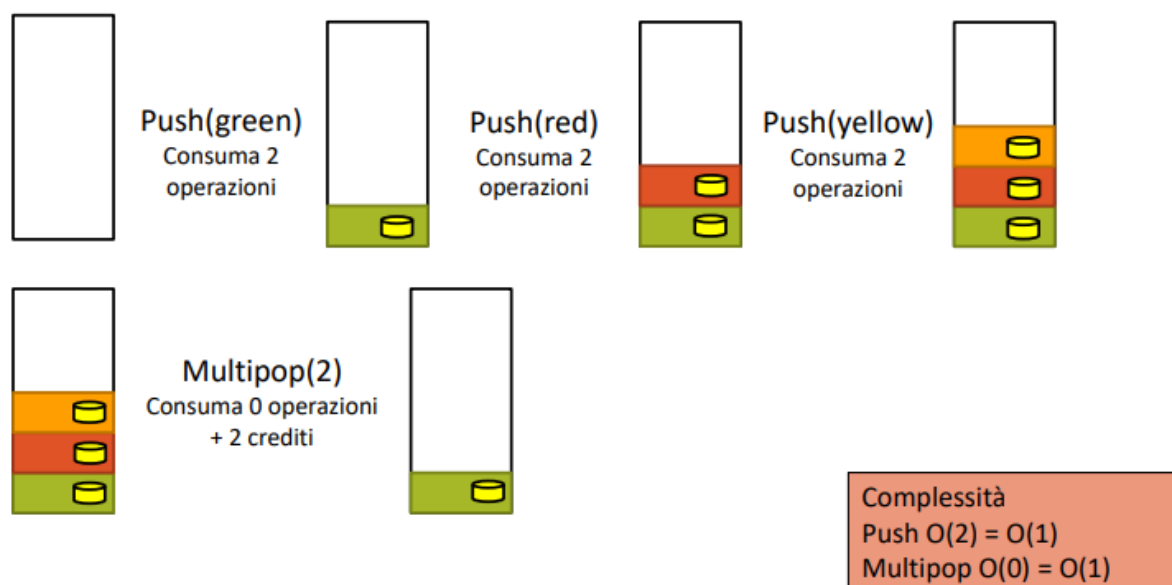 Push(green)
Consuma 2
operazioni
Push(red)
Consuma 2
operazioni
Push(yellow)
Consuma 2
operazioni
Multipop(2)
Consuma 0 operazioni
+ 2 crediti
Complessità
Push O(2) = O(1)
Multipop O(0) = O(1)